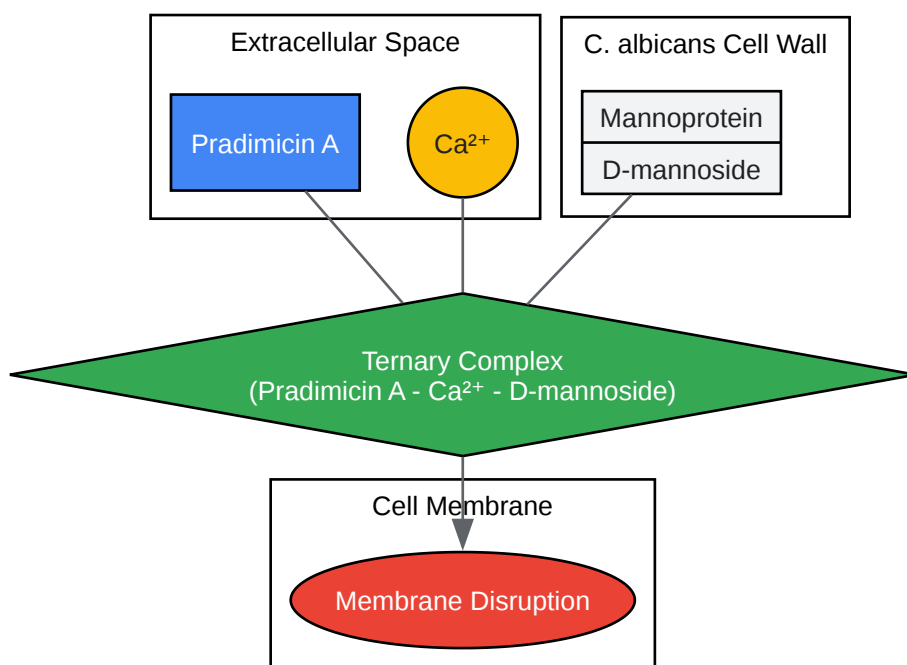 Extracellular Space
C. albicans Cell Wall
Pradimicin A
Ca²⁺
Mannoprotein
D-mannoside
Ternary Complex
(Pradimicin A - Ca²⁺ - D-mannoside)
Cell Membrane
Membrane Disruption